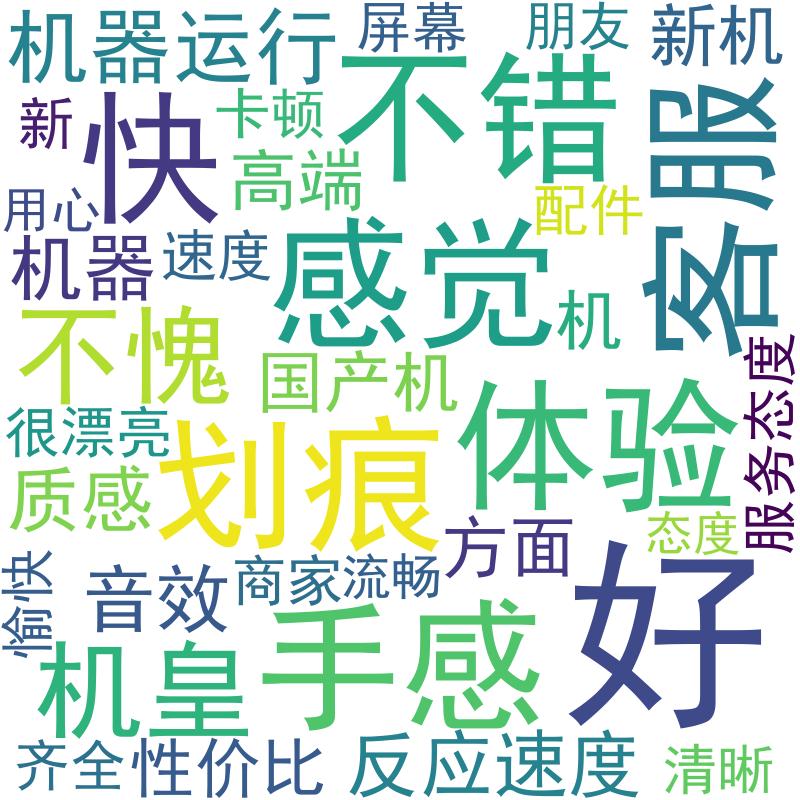 机器运行
屏幕
朋友
新机
不错
客服
快
新
卡顿
高端
配件
用心
机器
速度
感觉
机
不愧
国产机
体验
服务态度
很漂亮
划痕
质感
方面
态度
愉快
音效
商家
流畅
好
机皇
手感
齐全
性价比
反应速度
清晰